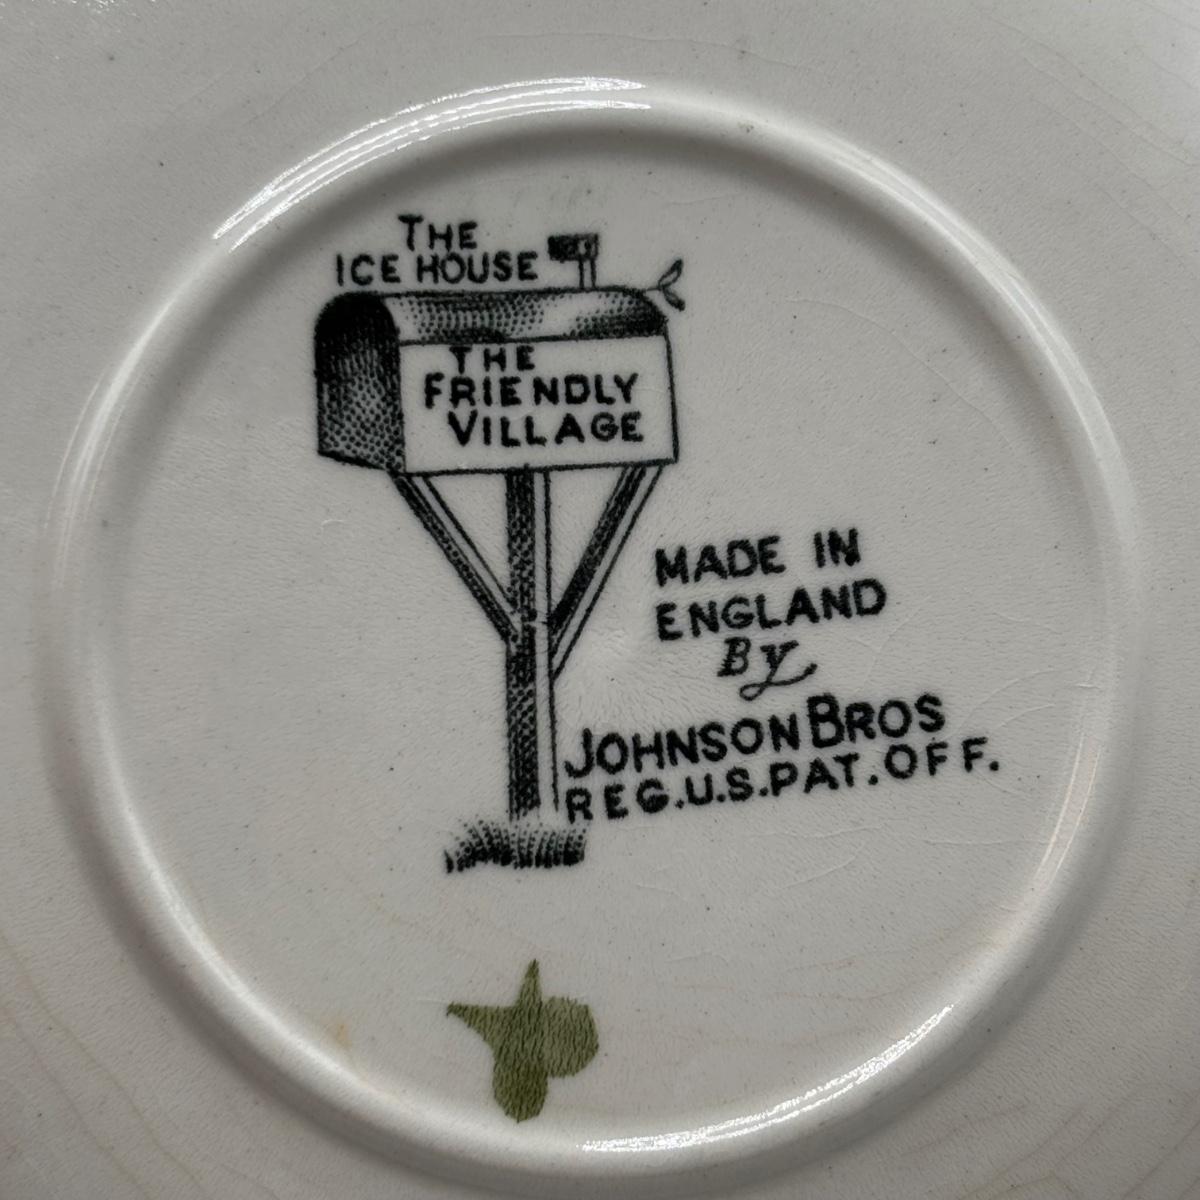 THE
ICE HOUSE
THE
FRIENDLY
VILLAGE
MADE IN
ENGLAND
By
JOHNSON BROS
REG.U.S.PAT.OFF.